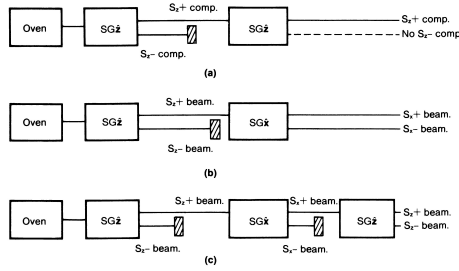 Sz+ comp. Sz+ comp.
Oven SGẑ SGẑ
No Sz− comp
Sz− comp.
(a)
Sz+ beam. Sz+ beam.
Oven SGẑ SGx̂
Sx− beam.
Sz− beam.
(b)
Sz+ beam. Sx+ beam.
Oven SGẑ SGx̂ SGẑ
Sz+ beam.
Sz− beam.
Sz− beam. Sx− beam.
(c)